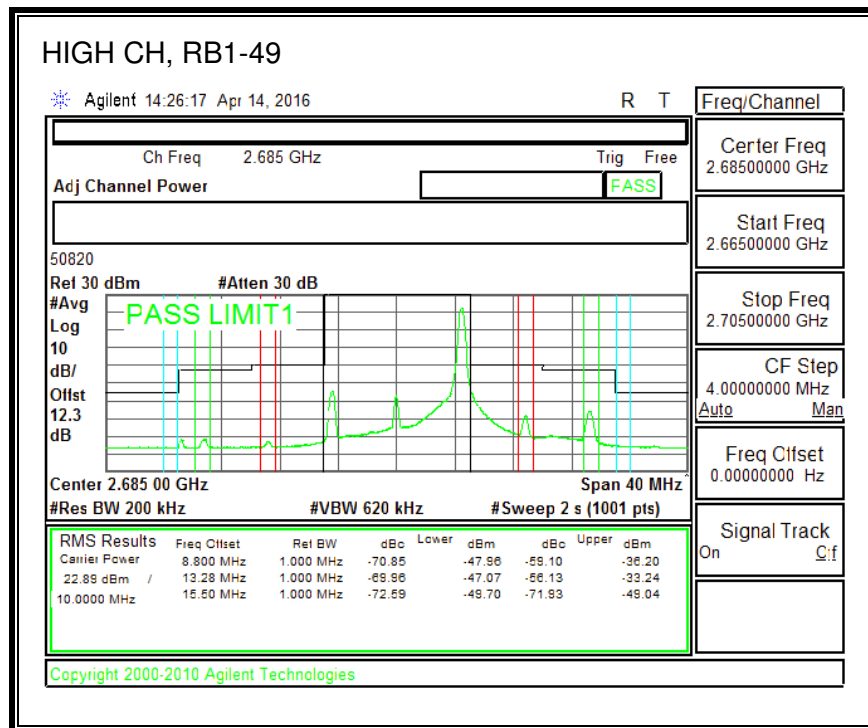 HIGH CH, RB1-49
Agilent 14:26:17 Apr 14, 2016 R T
Freq/Channel
Ch Freq 2.685 GHz Trig Free
Adj Channel Power PASS
Center Freq
2.68500000 GHz
Start Freq
2.66500000 GHz
Stop Freq
2.70500000 GHz
CF Step
4.00000000 MHz
Auto Man
Freq Offset
0.00000000 Hz
Signal Track
On Off
50820
Ref 30 dBm #Atten 30 dB
#Avg
Log
10
dB/
Offst
12.3
dB
PASS LIMIT1
Center 2.685 00 GHz Span 40 MHz
#Res BW 200 kHz #VBW 620 kHz #Sweep 2 s (1001 pts)
RMS Results Freq Offset Ref BW dBc Lower dBm dBc Upper dBm
Carrier Power 8.800 MHz 1.000 MHz -70.85 -47.96 -59.10 -36.20
22.89 dBm / 13.28 MHz 1.000 MHz -69.96 -47.07 -56.13 -33.24
10.0000 MHz 15.50 MHz 1.000 MHz -72.59 -49.70 -71.93 -49.04
Copyright 2000-2010 Agilent Technologies